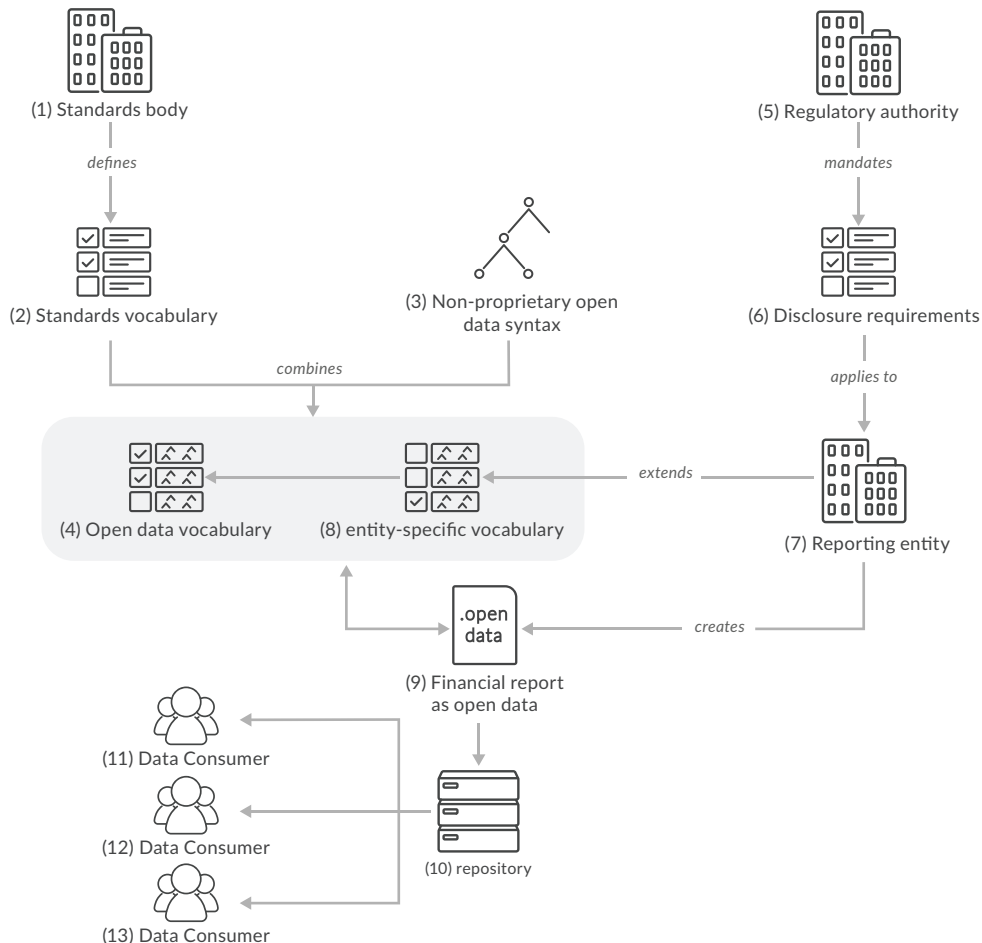 (1) Standards body
(5) Regulatory authority
defines
mandates
(2) Standards vocabulary
(3) Non-proprietary open
data syntax
(6) Disclosure requirements
combines
applies to
extends
(4) Open data vocabulary
(8) entity-specific vocabulary
(7) Reporting entity
.open
data
creates
(9) Financial report
as open data
(11) Data Consumer
(12) Data Consumer
(10) repository
(13) Data Consumer